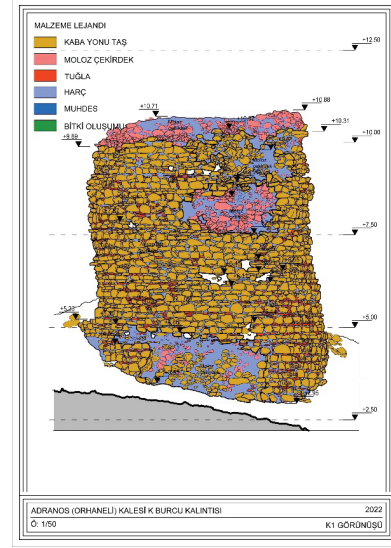 MALZEME LEJANDI
KABA YONU TAŞ
MOLOZ ÇEKİRDEK
TUĞLA
HARÇ
MUHDES
BİTKİ OLUŞUMU
+12.50
+10.71
+10.88
+10.31
+10.00
+9.89
+7.50
+5.00
+2.50
ADRANOS (ORHANELİ) KALESİ K BURCU KALINTISI
2022
Ö: 1/50
K1 GÖRÜNÜŞÜ